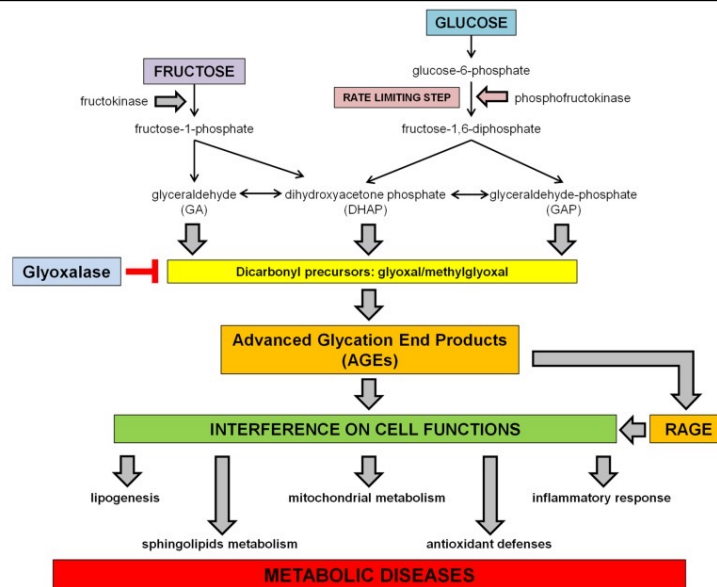 GLUCOSE
glucose-6-phosphate
FRUCTOSE
fructokinase
RATE LIMITING STEP
phosphofructokinase
fructose-1-phosphate
fructose-1,6-diphosphate
glyceraldehyde
(GA)
dihydroxyacetone phosphate
(DHAP)
glyceraldehyde-phosphate
(GAP)
Glyoxalase
Dicarbonyl precursors: glyoxal/methylglyoxal
Advanced Glycation End Products
(AGEs)
INTERFERENCE ON CELL FUNCTIONS
RAGE
lipogenesis
mitochondrial metabolism
inflammatory response
sphingolipids metabolism
antioxidant defenses
METABOLIC DISEASES